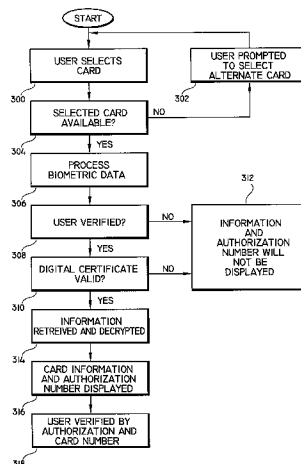 START
USER SELECTS
CARD
300
USER PROMPTED
TO SELECT
ALTERNATE CARD
302
SELECTED CARD
AVAILABLE?
NO
304
YES
PROCESS
BIOMETRIC DATA
306
312
USER VERIFIED?
NO
308
YES
INFORMATION
AND
AUTHORIZATION
NUMBER WILL
NOT BE
DISPLAYED
DIGITAL CERTIFICATE
VALID?
NO
310
YES
INFORMATION
RETREIVED AND DECRYPTED
314
CARD INFORMATION
AND AUTHORIZATION
NUMBER DISPLAYED
316
USER VERIFIED BY
AUTHORIZATION AND
CARD NUMBER
318